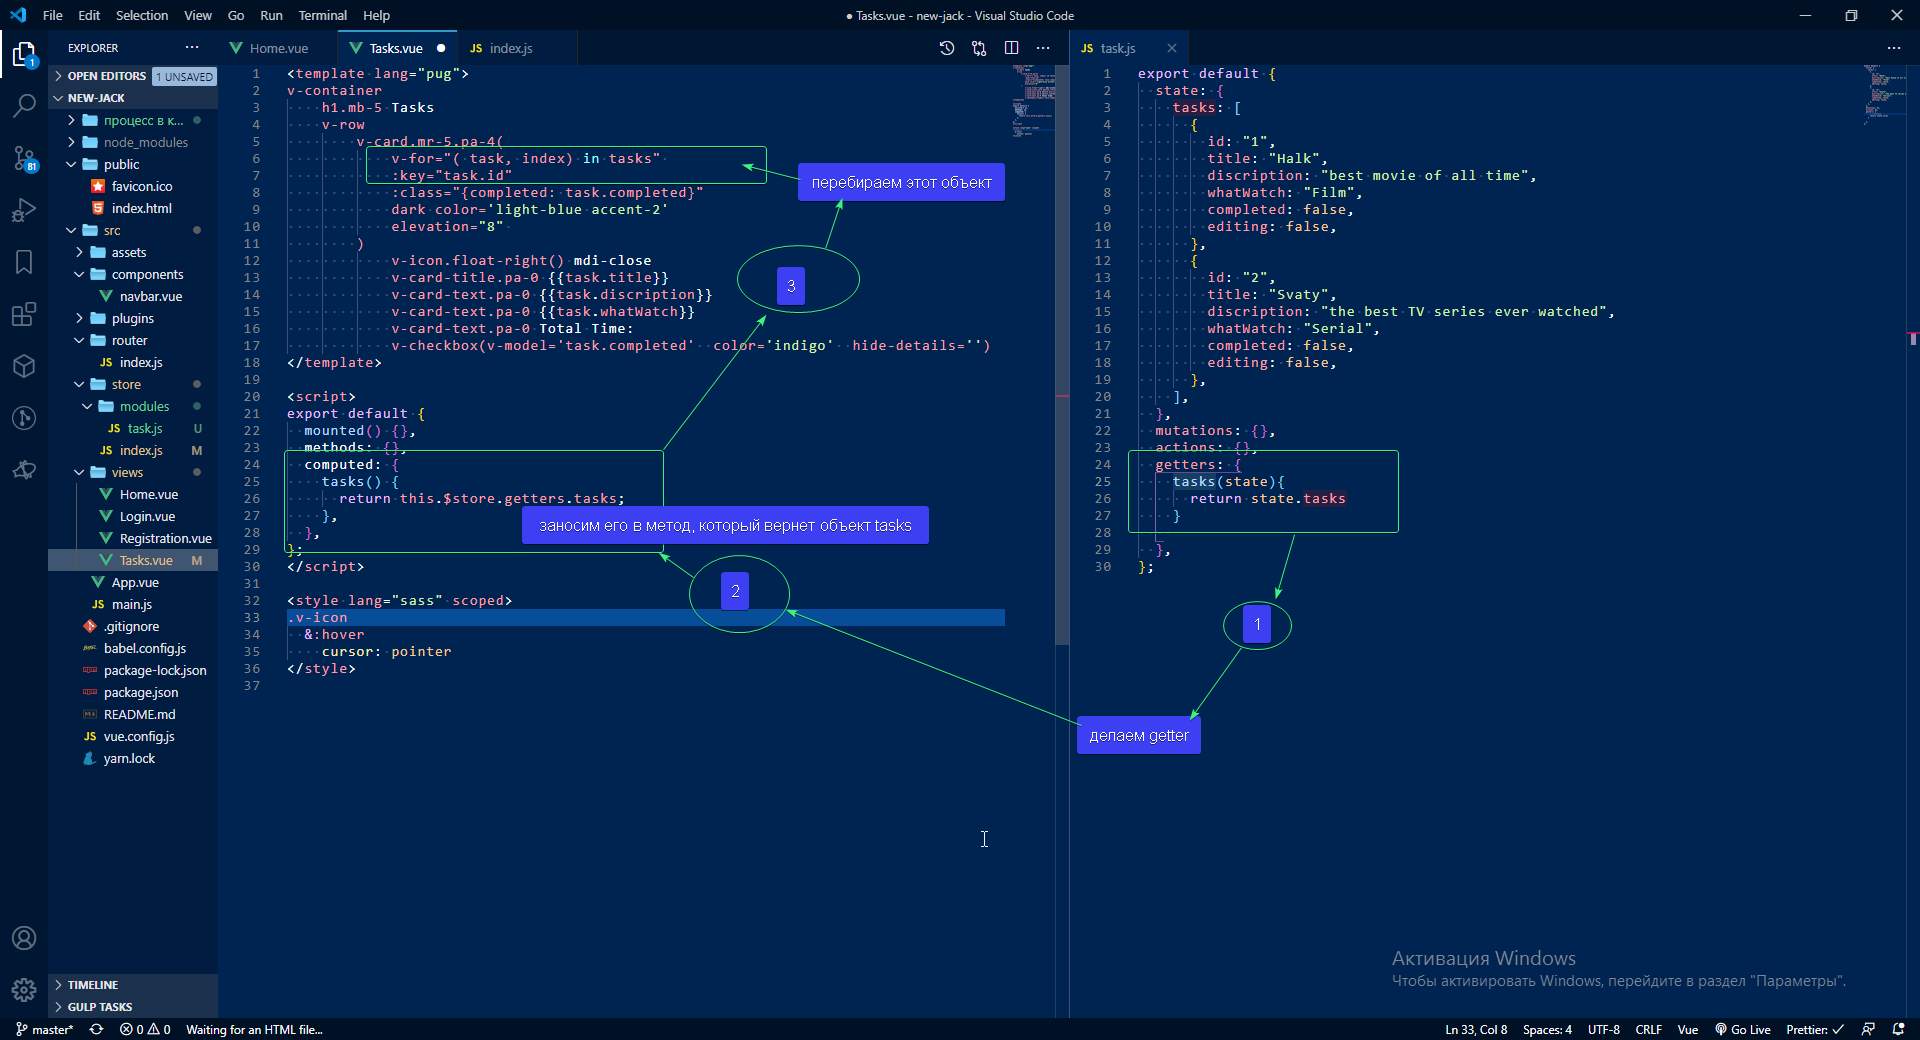 File Edit Selection View Go Run Terminal Help
● Tasks.vue - new-jack - Visual Studio Code
EXPLORER
OPEN EDITORS 1 UNSAVED
NEW-JACK
процесс в к...
node_modules
public
favicon.ico
index.html
src
assets
components
navbar.vue
plugins
router
JS index.js
store
modules
JS task.js U
JS index.js M
views
Home.vue
Login.vue
Registration.vue
Tasks.vue M
App.vue
JS main.js
.gitignore
babel.config.js
package-lock.json
package.json
README.md
JS vue.config.js
yarn.lock
TIMELINE
GULP TASKS
1
81
Home.vue
Tasks.vue ●
JS index.js
1 <template lang="pug">
2 v-container
3 h1.mb-5 Tasks
4 v-row
5 v-card.mr-5.pa-4(
6 v-for="( task, index) in tasks"
7 :key="task.id"
8 :class="{completed: task.completed}"
9 dark color='light-blue accent-2'
10 elevation="8"
11 )
12 v-icon.float-right() mdi-close
13 v-card-title.pa-0 {{task.title}}
14 v-card-text.pa-0 {{task.discription}}
15 v-card-text.pa-0 {{task.whatWatch}}
16 v-card-text.pa-0 Total Time:
17 v-checkbox(v-model='task.completed' color='indigo' hide-details='')
18 </template>
19
20 <script>
21 export default {
22 mounted() {},
23 methods: {},
24 computed: {
25 tasks() {
26 return this.$store.getters.tasks;
27 },
28 },
29 };
30 </script>
31
32 <style lang="sass" scoped>
33 .v-icon
34 &:hover
35 cursor: pointer
36 </style>
37
перебираем этот объект
3
заносим его в метод, который вернет объект tasks
2
JS task.js
1 export default {
2 state: {
3 tasks: [
4 {
5 id: "1",
6 title: "Halk",
7 discription: "best movie of all time",
8 whatWatch: "Film",
9 completed: false,
10 editing: false,
11 },
12 {
13 id: "2",
14 title: "Svaty",
15 discription: "the best TV series ever watched",
16 whatWatch: "Serial",
17 completed: false,
18 editing: false,
19 },
20 ],
21 },
22 mutations: {},
23 actions: {},
24 getters: {
25 tasks(state){
26 return state.tasks
27 }
28
29 },
30 };
1
делаем getter
Активация Windows
Чтобы активировать Windows, перейдите в раздел "Параметры".
master* 0 0 Waiting for an HTML file...
Ln 33, Col 8 Spaces: 4 UTF-8 CRLF Vue Go Live Prettier: ✓